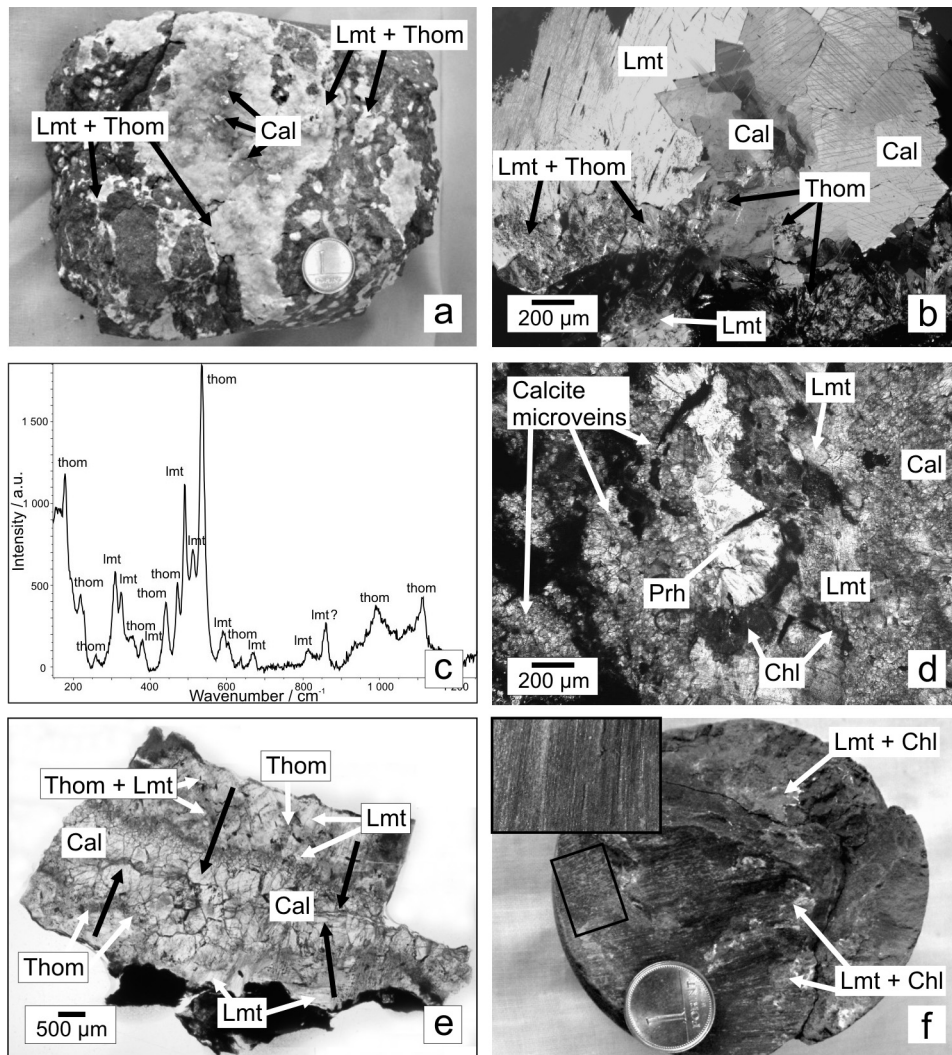 Lmt + Thom
Lmt + Thom
Cal
a
Lmt
Cal
Cal
Lmt + Thom
Thom
Lmt
200 µm
b
Intensity / a.u.
1 500
1 000
500
0
thom
thom
thom
lmt
lmt
thom
lmt
thom
lmt
lmt
thom
lmt
thom
lmt
lmt?
thom
thom
200
400
600
800
1 000
Wavenumber / cm-1
c
Calcite
microveins
Lmt
Cal
Prh
Lmt
Chl
200 µm
d
Thom + Lmt
Thom
Lmt
Cal
Cal
Thom
Lmt
500 µm
e
Lmt + Chl
Lmt + Chl
1
f